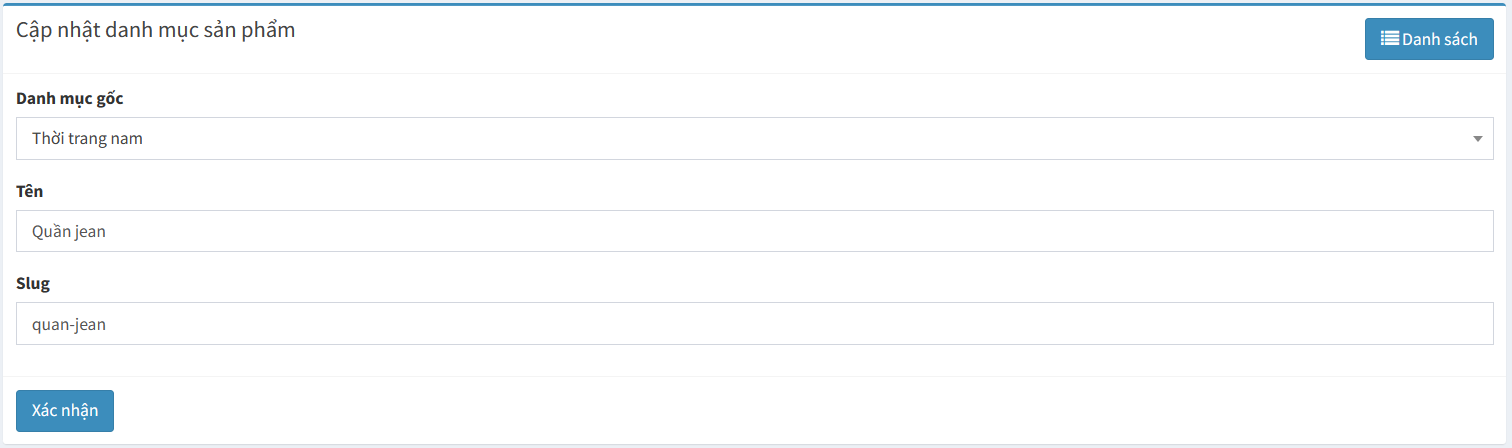 Cập nhật danh mục sản phẩm
Danh sách
Danh mục gốc
Thời trang nam
Tên
Quần jean
Slug
quan-jean
Xác nhận